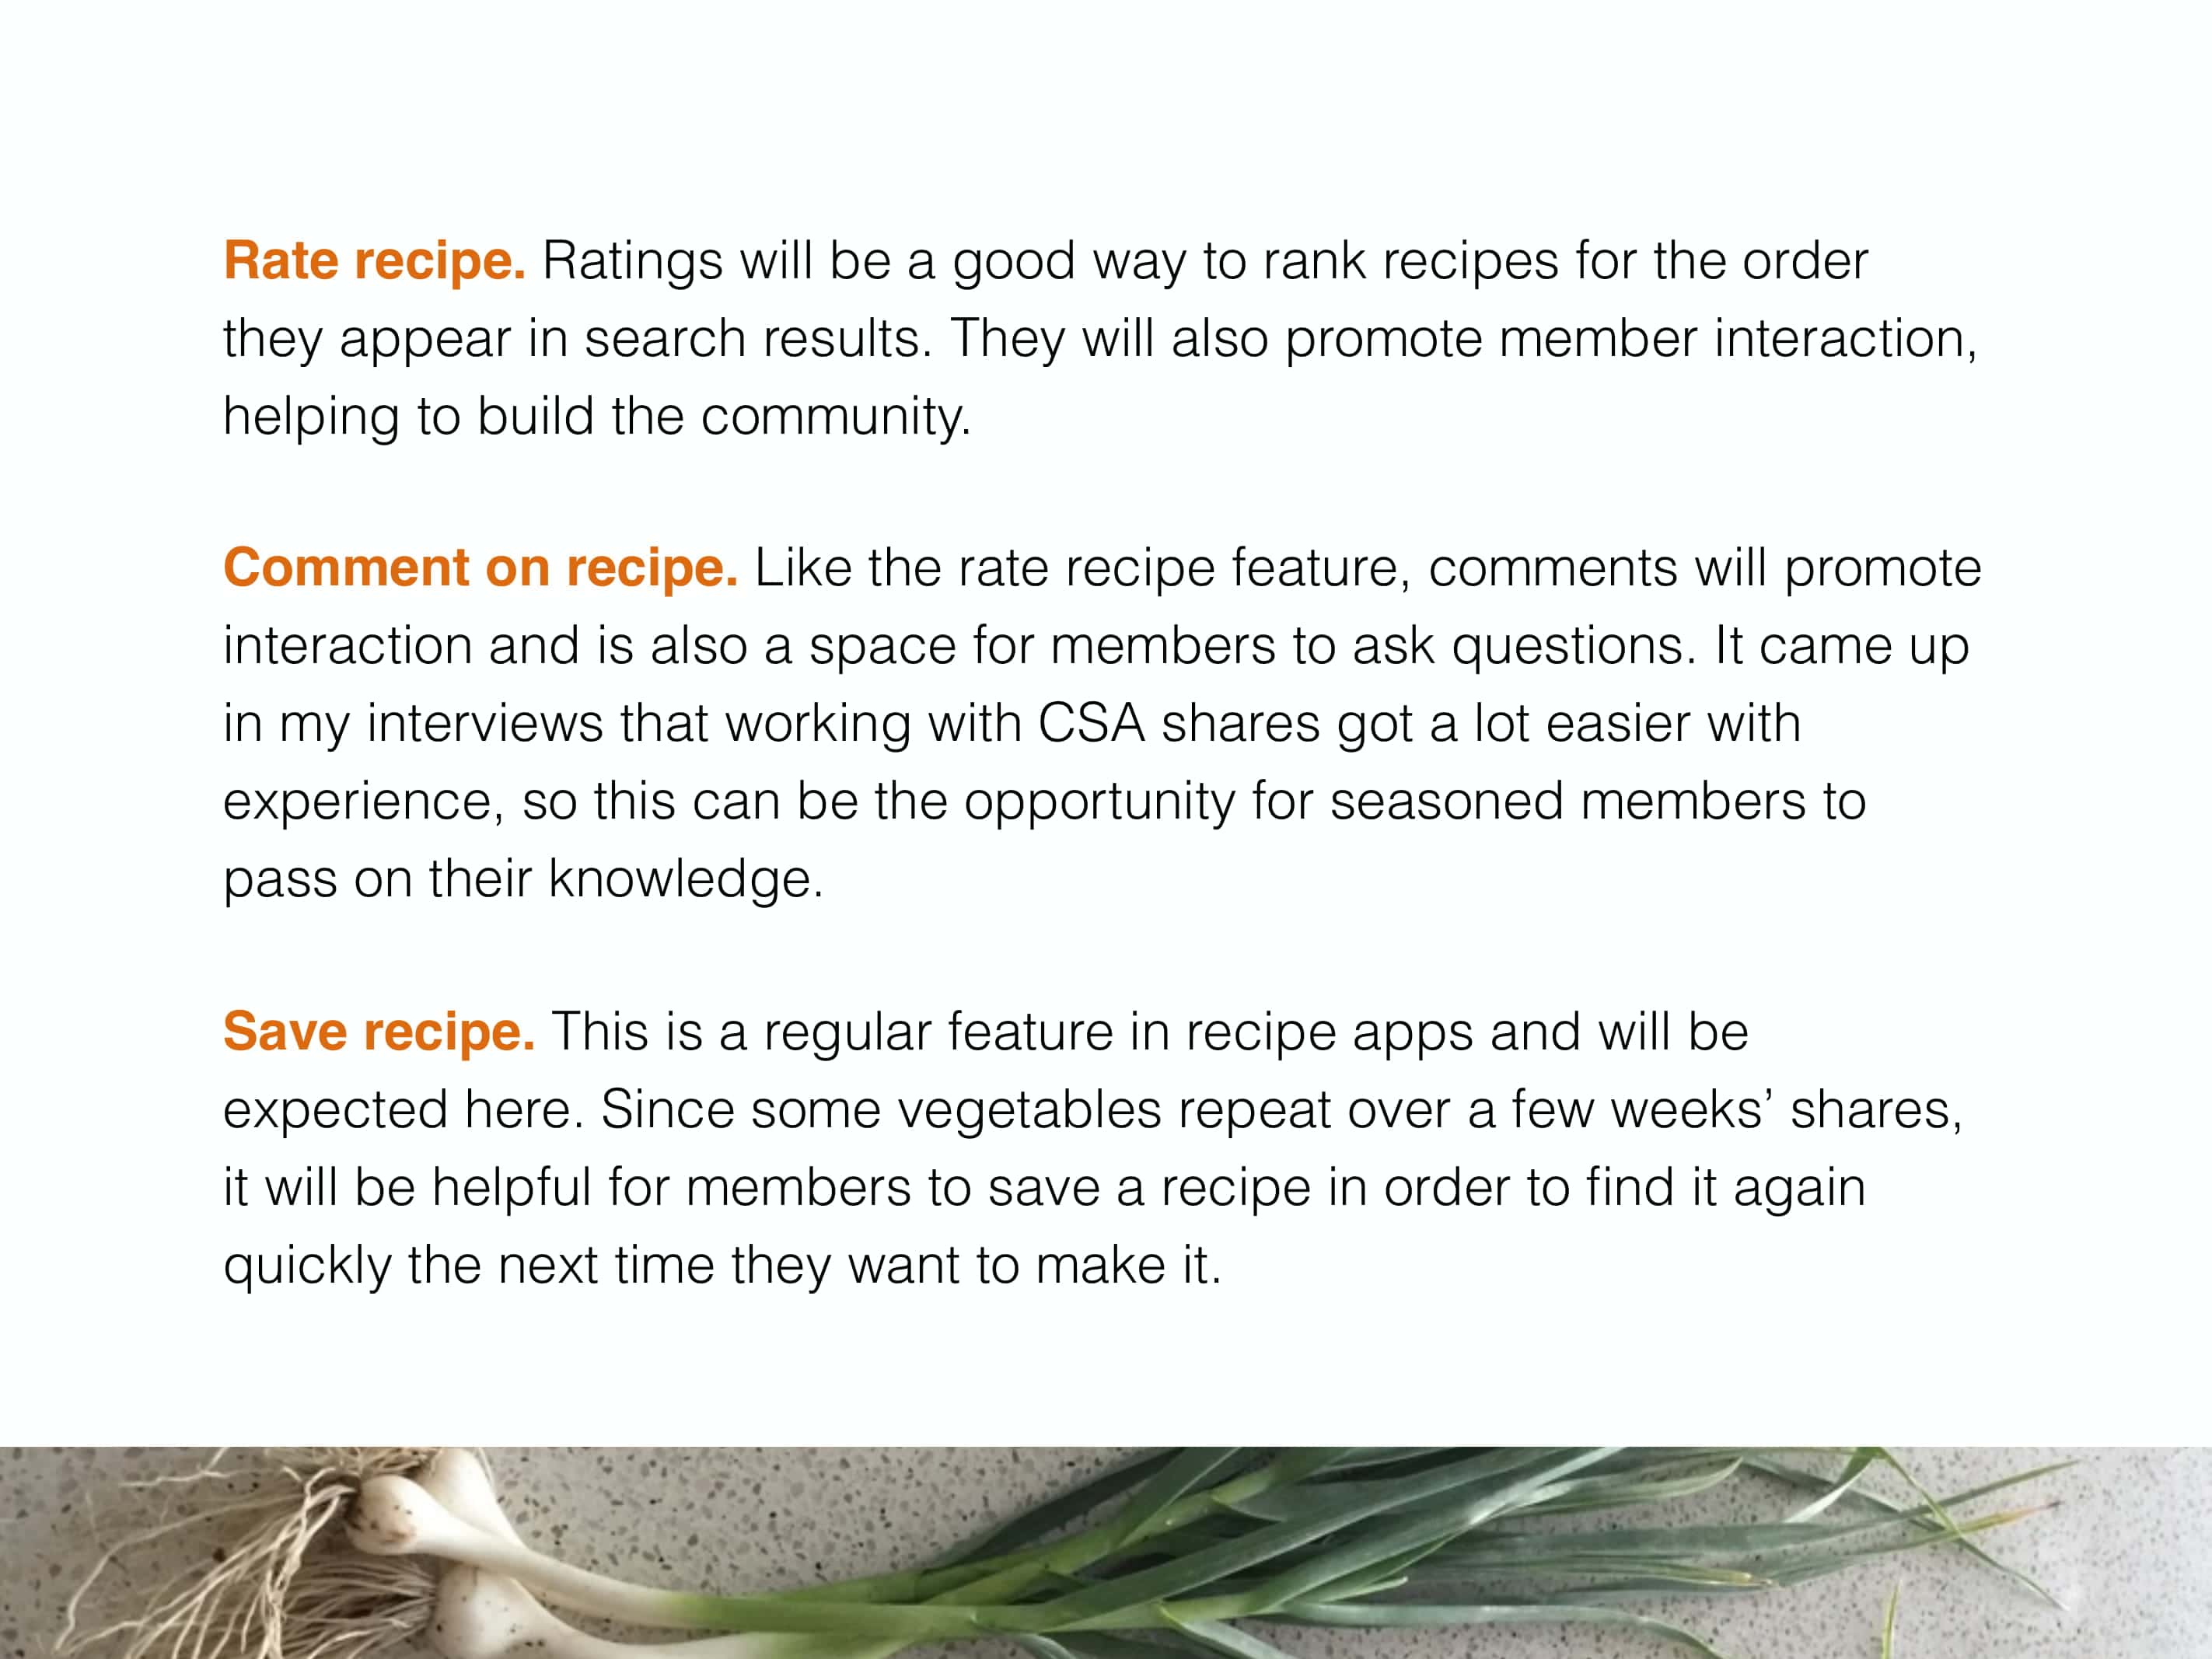 Rate recipe. Ratings will be a good way to rank recipes for the order
they appear in search results. They will also promote member interaction,
helping to build the community.
Comment on recipe. Like the rate recipe feature, comments will promote
interaction and is also a space for members to ask questions. It came up
in my interviews that working with CSA shares got a lot easier with
experience, so this can be the opportunity for seasoned members to
pass on their knowledge.
Save recipe. This is a regular feature in recipe apps and will be
expected here. Since some vegetables repeat over a few weeks’ shares,
it will be helpful for members to save a recipe in order to find it again
quickly the next time they want to make it.